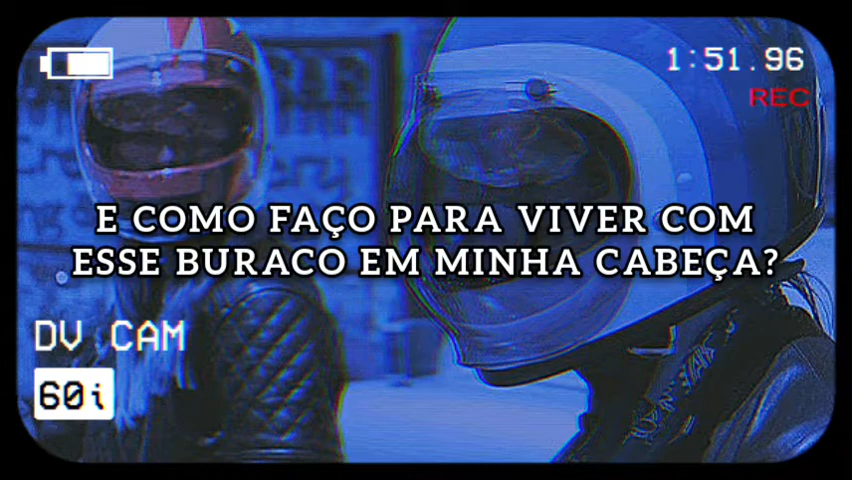 1:51.96
REC
E COMO FAÇO PARA VIVER COM
ESSE BURACO EM MINHA CABEÇA?
DV CAM
60i